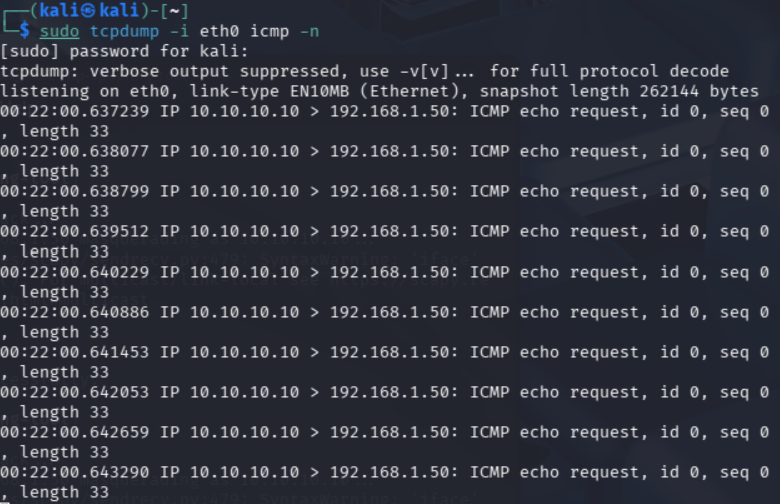 ┌──(kali㉿kali)-[~]
└─$ sudo tcpdump -i eth0 icmp -n
[sudo] password for kali:
tcpdump: verbose output suppressed, use -v[v]... for full protocol decode
listening on eth0, link-type EN10MB (Ethernet), snapshot length 262144 bytes
00:22:00.637239 IP 10.10.10.10 > 192.168.1.50: ICMP echo request, id 0, seq 0
, length 33
00:22:00.638077 IP 10.10.10.10 > 192.168.1.50: ICMP echo request, id 0, seq 0
, length 33
00:22:00.638799 IP 10.10.10.10 > 192.168.1.50: ICMP echo request, id 0, seq 0
, length 33
00:22:00.639512 IP 10.10.10.10 > 192.168.1.50: ICMP echo request, id 0, seq 0
, length 33
00:22:00.640229 IP 10.10.10.10 > 192.168.1.50: ICMP echo request, id 0, seq 0
, length 33
00:22:00.640886 IP 10.10.10.10 > 192.168.1.50: ICMP echo request, id 0, seq 0
, length 33
00:22:00.641453 IP 10.10.10.10 > 192.168.1.50: ICMP echo request, id 0, seq 0
, length 33
00:22:00.642053 IP 10.10.10.10 > 192.168.1.50: ICMP echo request, id 0, seq 0
, length 33
00:22:00.642659 IP 10.10.10.10 > 192.168.1.50: ICMP echo request, id 0, seq 0
, length 33
00:22:00.643290 IP 10.10.10.10 > 192.168.1.50: ICMP echo request, id 0, seq 0
, length 33